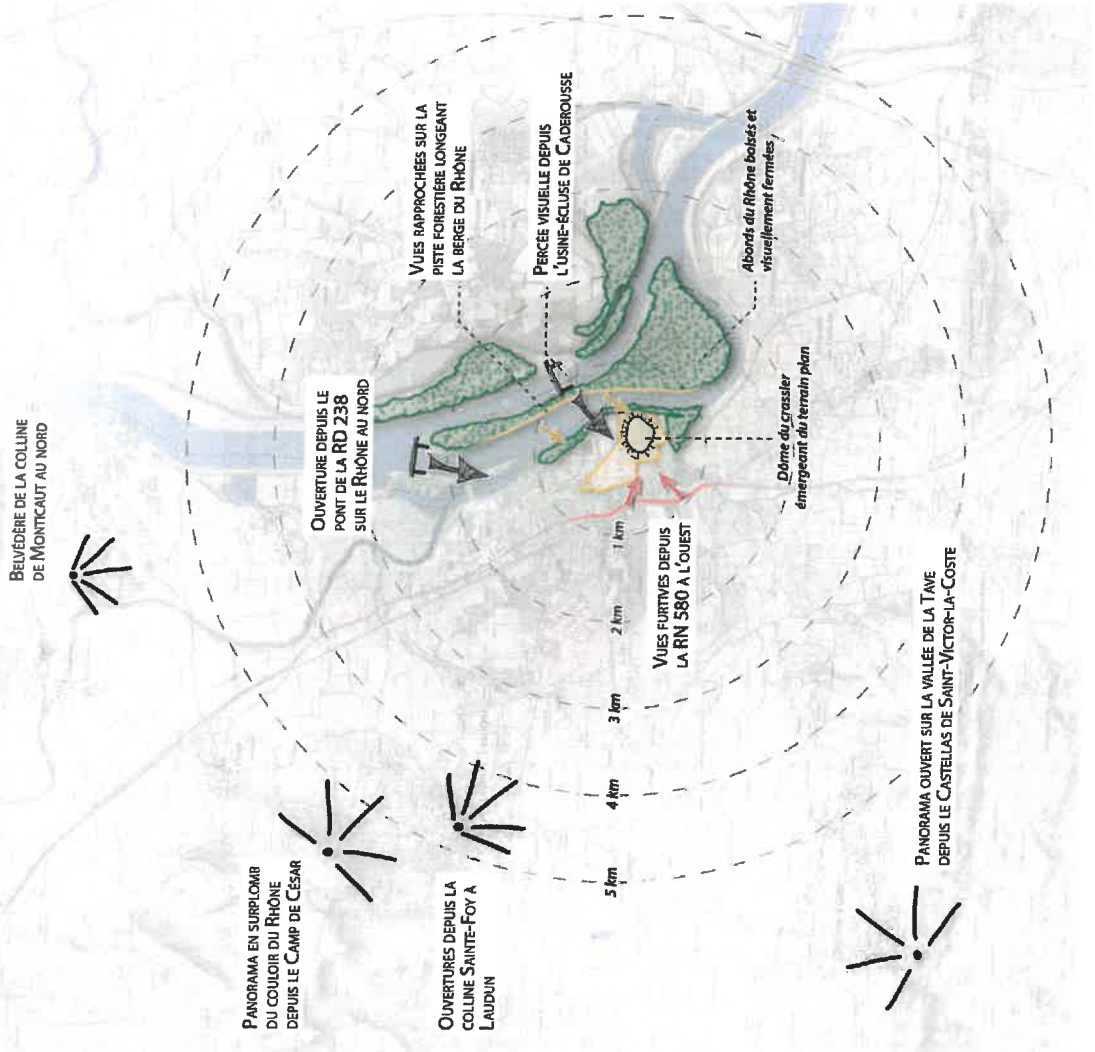 BELVÉDÈRE DE LA COLLINE
DE MONTICAUT AU NORD
OUVERTURE DEPUIS LE
PONT DE LA RD 238
SUR LE RHÔNE AU NORD
VUES RAPPROCHÉES SUR LA
PISTE FORESTIÈRE LONGEANT
LA BERGE DU RHÔNE
PERCÉE VISUELLE DEPUIS
L'USINE-ÉCLUSE DE CADEROUSSE
Abords du Rhône boisés et
visuellement fermées
Dôme du crassier
émergeant du terrain plan
VUES FURTIVES DEPUIS
LA RN 580 À L'OUEST
1 km
2 km
3 km
4 km
5 km
PANORAMA EN SURPLOMB
DU COULOIR DU RHÔNE
DEPUIS LE CAMP DE CÉSAR
OUVERTURES DEPUIS LA
COLLINE SAINTE-FOY À
LAUDUN
PANORAMA OUVERT SUR LA VALLÉE DE LA TAVE
DEPUIS LE CASTELLAS DE SAINT-VICTOR-LA-COSTE